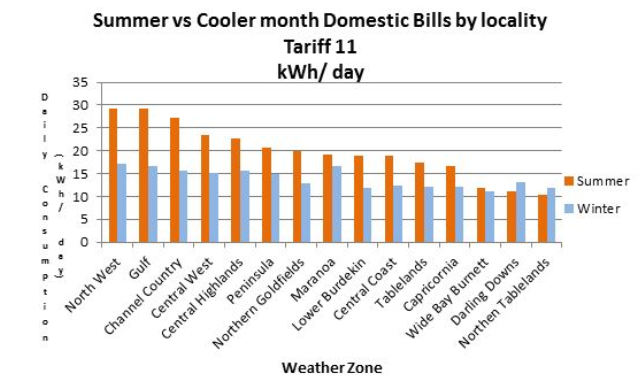 Summer vs Cooler month Domestic Bills by locality
Tariff 11
kWh/ day
Daily Consumption
(kWh/ day)
35
30
25
20
15
10
5
0
North West
Gulf
Channel Country
Central West
Central Highlands
Peninsula
Northern Goldfields
Maranoa
Lower Burdekin
Central Coast
Tablelands
Capricornia
Wide Bay Burnett
Darling Downs
Northen Tablelands
Summer
Winter
Weather Zone